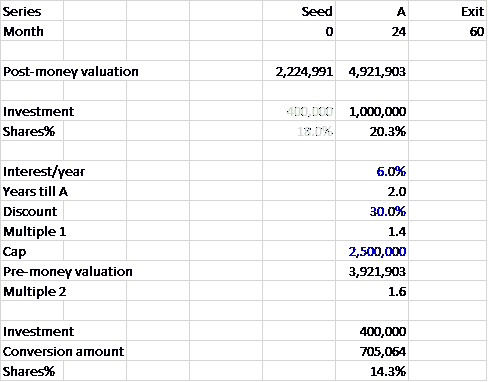 Series Seed A Exit
Month 0 24 60
Post-money valuation 2,224,991 4,921,903
Investment 400,000 1,000,000
Shares% 18.0% 20.3%
Interest/year 6.0%
Years till A 2.0
Discount 30.0%
Multiple 1 1.4
Cap 2,500,000
Pre-money valuation 3,921,903
Multiple 2 1.6
Investment 400,000
Conversion amount 705,064
Shares% 14.3%